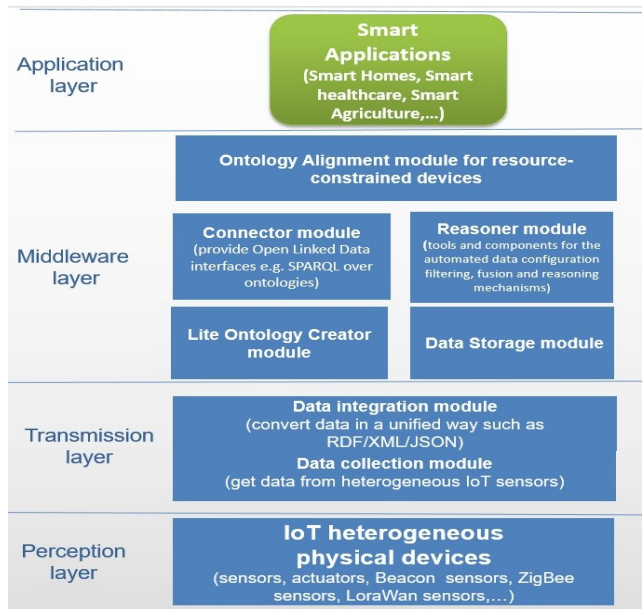 Application
layer
Smart
Applications
(Smart Homes, Smart
healthcare, Smart
Agriculture,...)
Middleware
layer
Ontology Alignment module for resource-
constrained devices
Connector module
(provide Open Linked Data
interfaces e.g. SPARQL over
ontologies)
Reasoner module
(tools and components for the
automated data configuration
filtering, fusion and reasoning
mechanisms)
Lite Ontology Creator
module
Data Storage module
Transmission
layer
Data integration module
(convert data in a unified way such as
RDF/XML/JSON)
Data collection module
(get data from heterogeneous IoT sensors)
Perception
layer
IoT heterogeneous
physical devices
(sensors, actuators, Beacon sensors, ZigBee
sensors, LoraWan sensors,...)